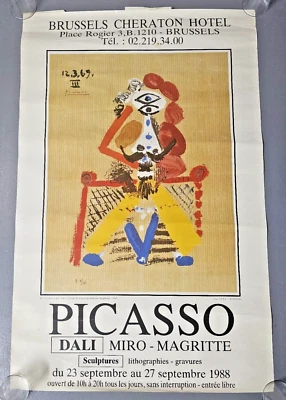 BRUSSELS CHERATON HOTEL
Place Rogier 3,B.1210 - BRUSSELS
Tél. : 02.219.34.00
12.3.69.
III
PICASSO
DALI MIRO - MAGRITTE
Sculptures lithographies - gravures
du 23 septembre au 27 septembre 1988
ouvert de 10h à 20h tous les jours, sans interruption - entrée libre